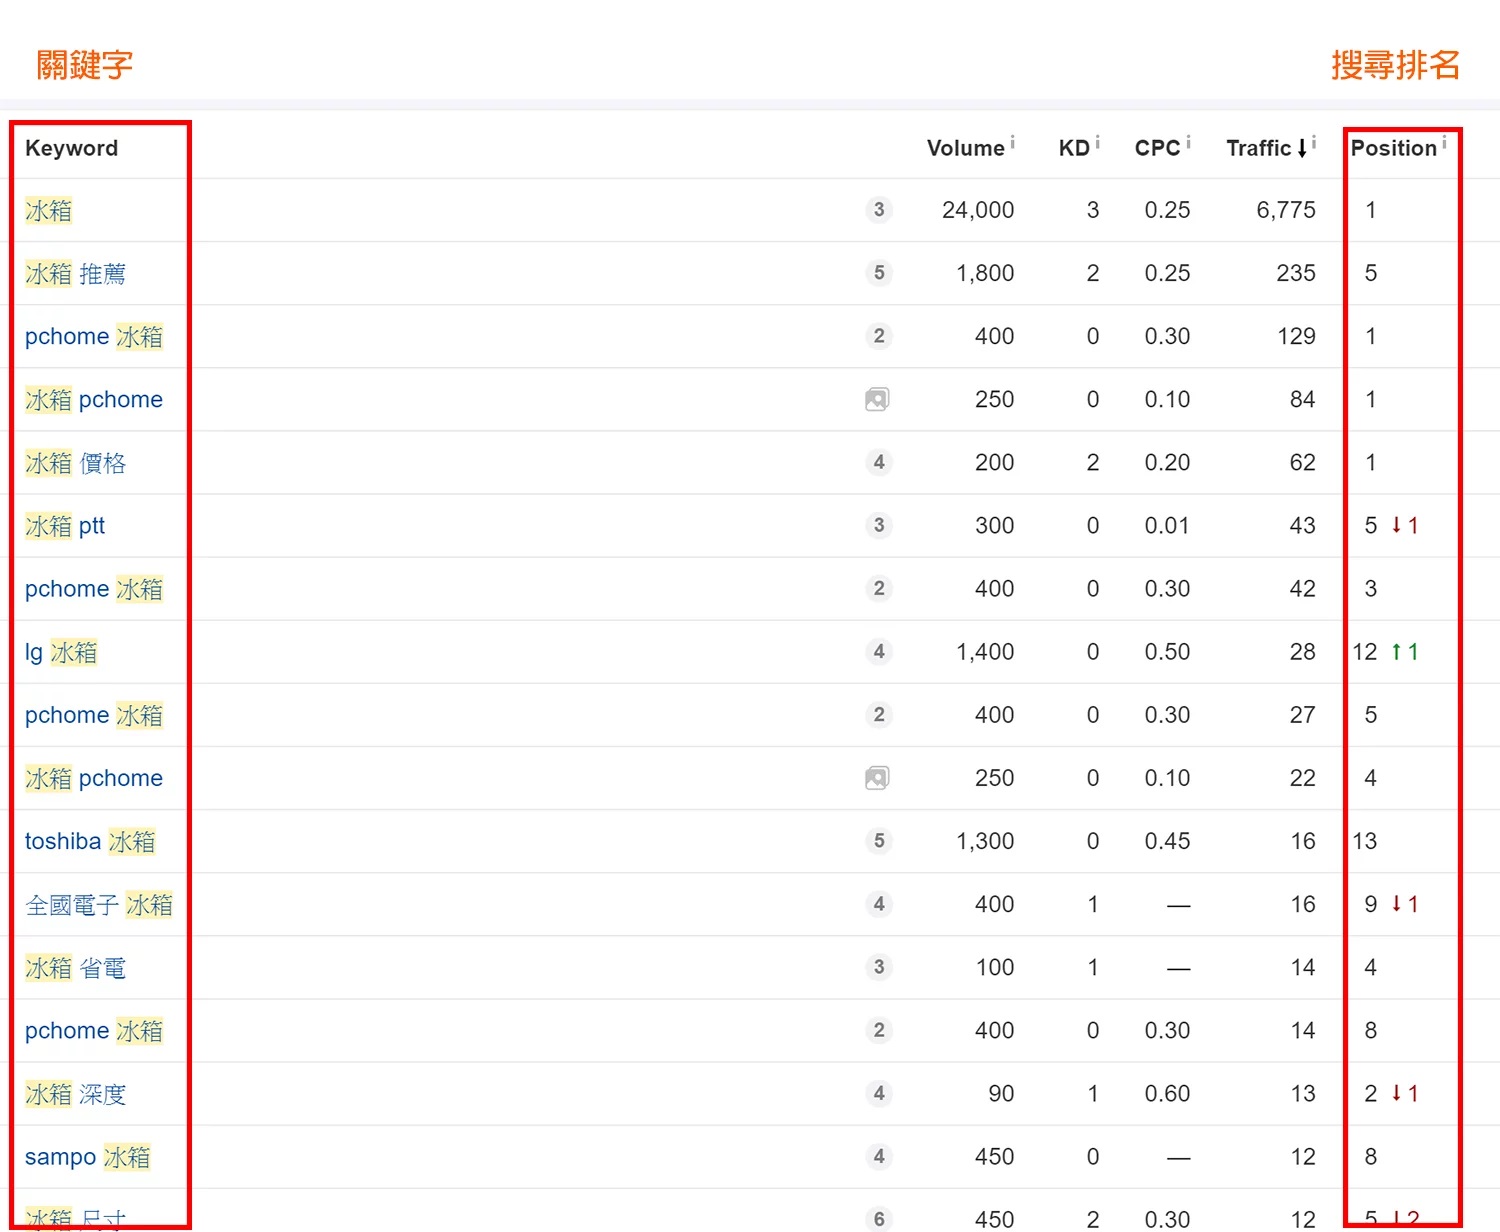 關鍵字 搜尋排名
Keyword Volume i KD i CPC i Traffic ↓ i Position i
冰箱 3 24,000 3 0.25 6,775 1
冰箱 推薦 5 1,800 2 0.25 235 5
pchome 冰箱 2 400 0 0.30 129 1
冰箱 pchome 250 0 0.10 84 1
冰箱 價格 4 200 2 0.20 62 1
冰箱 ptt 3 300 0 0.01 43 5 ↓1
pchome 冰箱 2 400 0 0.30 42 3
lg 冰箱 4 1,400 0 0.50 28 12 ↑1
pchome 冰箱 2 400 0 0.30 27 5
冰箱 pchome 250 0 0.10 22 4
toshiba 冰箱 5 1,300 0 0.45 16 13
全國電子 冰箱 4 400 1 — 16 9 ↓1
冰箱 省電 3 100 1 — 14 4
pchome 冰箱 2 400 0 0.30 14 8
冰箱 深度 4 90 1 0.60 13 2 ↓1
sampo 冰箱 4 450 0 — 12 8
冰箱 尺寸 6 450 2 0.30 12 5 ↓2